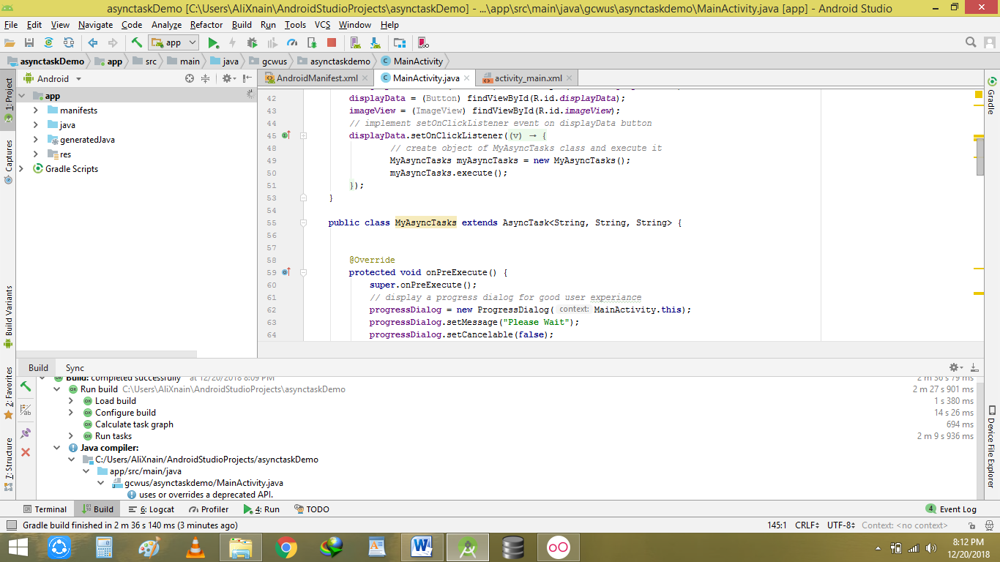 asynctaskDemo [C:\Users\AliXnain\AndroidStudioProjects\asynctaskDemo] - ...\app\src\main\java\gcwus\asynctaskdemo\MainActivity.java [app] - Android Studio
File Edit View Navigate Code Analyze Refactor Build Run Tools VCS Window Help
app
asynctaskDemo app src main java gcwus asynctaskdemo MainActivity
1: Project
Captures
Build Variants
2: Favorites
7: Structure
Android
app
manifests
java
generatedJava
res
Gradle Scripts
AndroidManifest.xml MainActivity.java activity_main.xml
42 displayData = (Button) findViewById(R.id.displayData);
43 imageView = (ImageView) findViewById(R.id.imageView);
44 // implement setOnClickListener event on displayData button
45 displayData.setOnClickListener((v) → {
48 // create object of MyAsyncTasks class and execute it
49 MyAsyncTasks myAsyncTasks = new MyAsyncTasks();
50 myAsyncTasks.execute();
51 });
53 }
54
55 public class MyAsyncTasks extends AsyncTask<String, String, String> {
56
57
58 @Override
59 protected void onPreExecute() {
60 super.onPreExecute();
61 // display a progress dialog for good user experiance
62 progressDialog = new ProgressDialog( context: MainActivity.this);
63 progressDialog.setMessage("Please Wait");
64 progressDialog.setCancelable(false);
Gradle
Device File Explorer
Build Sync
Build: completed successfully at 12/20/2018 8:09 PM 2 m 36 s 79 ms
Run build C:\Users\AliXnain\AndroidStudioProjects\asynctaskDemo 2 m 27 s 901 ms
Load build 1 s 380 ms
Configure build 14 s 26 ms
Calculate task graph 694 ms
Run tasks 2 m 9 s 936 ms
Java compiler:
C:/Users/AliXnain/AndroidStudioProjects/asynctaskDemo
app/src/main/java
gcwus/asynctaskdemo/MainActivity.java
uses or overrides a deprecated API.
Terminal Build 6: Logcat Profiler 4: Run TODO 4 Event Log
Gradle build finished in 2 m 36 s 140 ms (3 minutes ago) 145:1 CRLF UTF-8 Context: <no context>
8:12 PM
12/20/2018